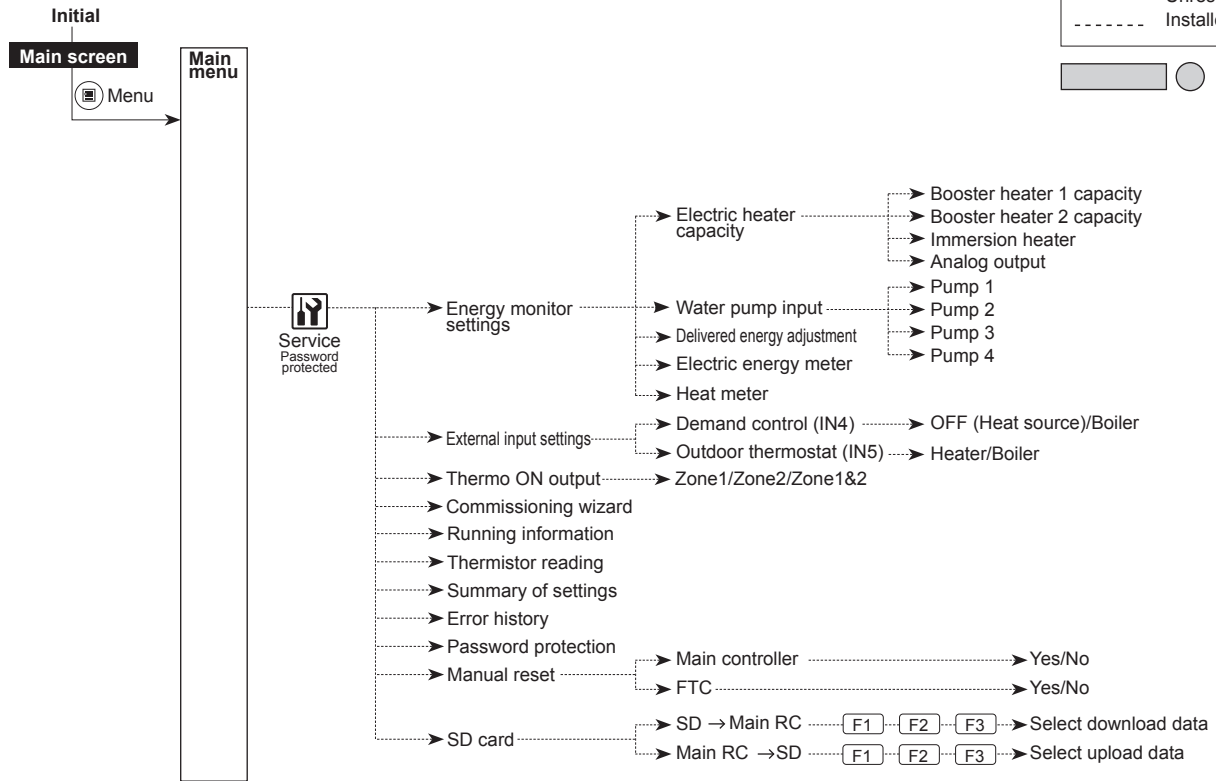 Initial
Main screen
Menu
Main
menu
Service
Password
protected
Energy monitor
settings
Electric heater
capacity
Booster heater 1 capacity
Booster heater 2 capacity
Immersion heater
Analog output
Water pump input
Pump 1
Pump 2
Pump 3
Pump 4
Delivered energy adjustment
Electric energy meter
Heat meter
External input settings
Demand control (IN4)
OFF (Heat source)/Boiler
Outdoor thermostat (IN5)
Heater/Boiler
Thermo ON output
Zone1/Zone2/Zone1&2
Commissioning wizard
Running information
Thermistor reading
Summary of settings
Error history
Password protection
Manual reset
Main controller
Yes/No
FTC
Yes/No
SD card
SD → Main RC
F1
F2
F3
Select download data
Main RC → SD
F1
F2
F3
Select upload data